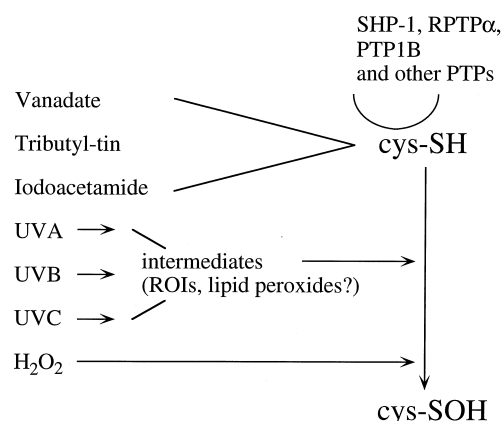 SHP-1, RPTPα,
PTP1B
and other PTPs
Vanadate
Tributyl-tin
cys-SH
Iodoacetamide
UVA
UVB
intermediates
(ROIs, lipid peroxides?)
UVC
H₂O₂
cys-SOH